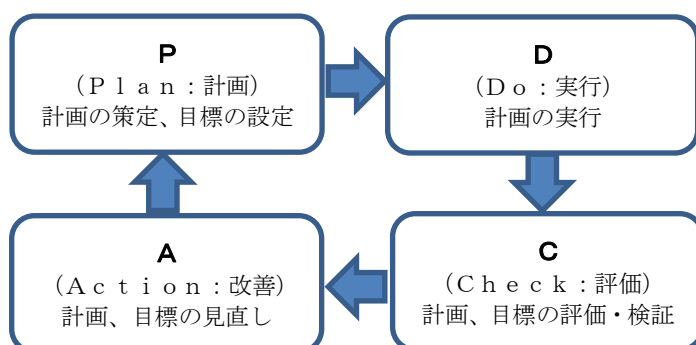 P
（Ｐｌａｎ：計画）
計画の策定、目標の設定
D
（Ｄｏ：実行）
計画の実行
A
（Ａｃｔｉｏｎ：改善）
計画、目標の見直し
C
（Ｃｈｅｃｋ：評価）
計画、目標の評価・検証